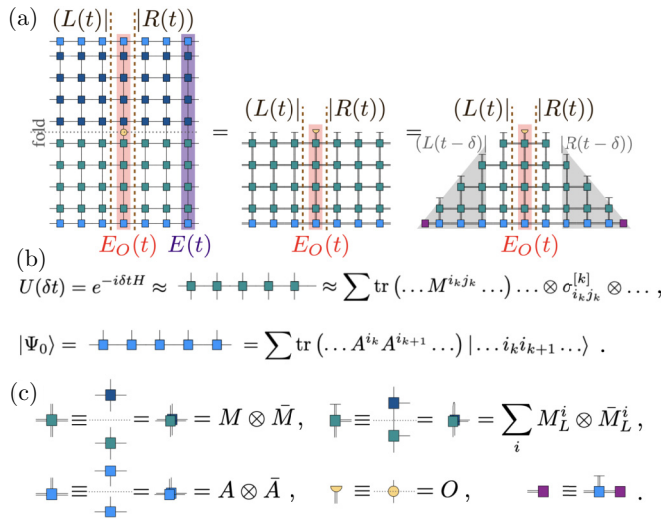 (a)
(L(t)| |R(t))
fold
=
(L(t)| |R(t))
=
(L(t)| |R(t))
(L(t − δ)| |R(t − δ))
E_O(t) E(t)
E_O(t)
E_O(t)
(b)
U(δt) = e^{−iδtH} ≈ ≈ ∑ tr (… M^{i_k j_k} …) … ⊗ σ^{[k]}_{i_k j_k} ⊗ … ,
|Ψ_0⟩ = = ∑ tr (… A^{i_k} A^{i_{k+1}} …) |… i_k i_{k+1} …⟩ .
(c)
≡ = = M ⊗ M̄, ≡ = = ∑_i M^i_L ⊗ M̄^i_L ,
≡ = = A ⊗ Ā , ≡ = O , ≡ .